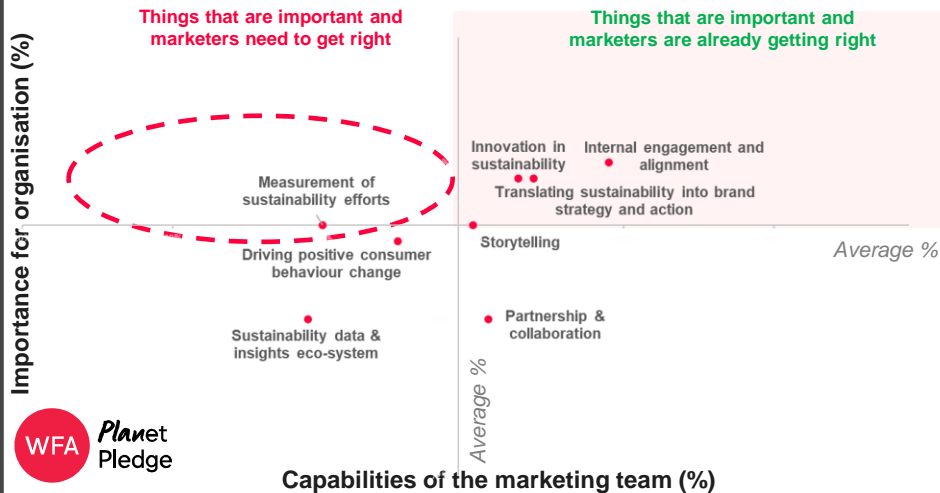 Things that are important and
marketers need to get right
Things that are important and
marketers are already getting right
Importance for organisation (%)
Innovation in
sustainability
Internal engagement and
alignment
Measurement of
sustainability efforts
Translating sustainability into brand
strategy and action
Storytelling
Average %
Driving positive consumer
behaviour change
Partnership &
collaboration
Sustainability data &
insights eco-system
Average %
WFA
Planet
Pledge
Capabilities of the marketing team (%)